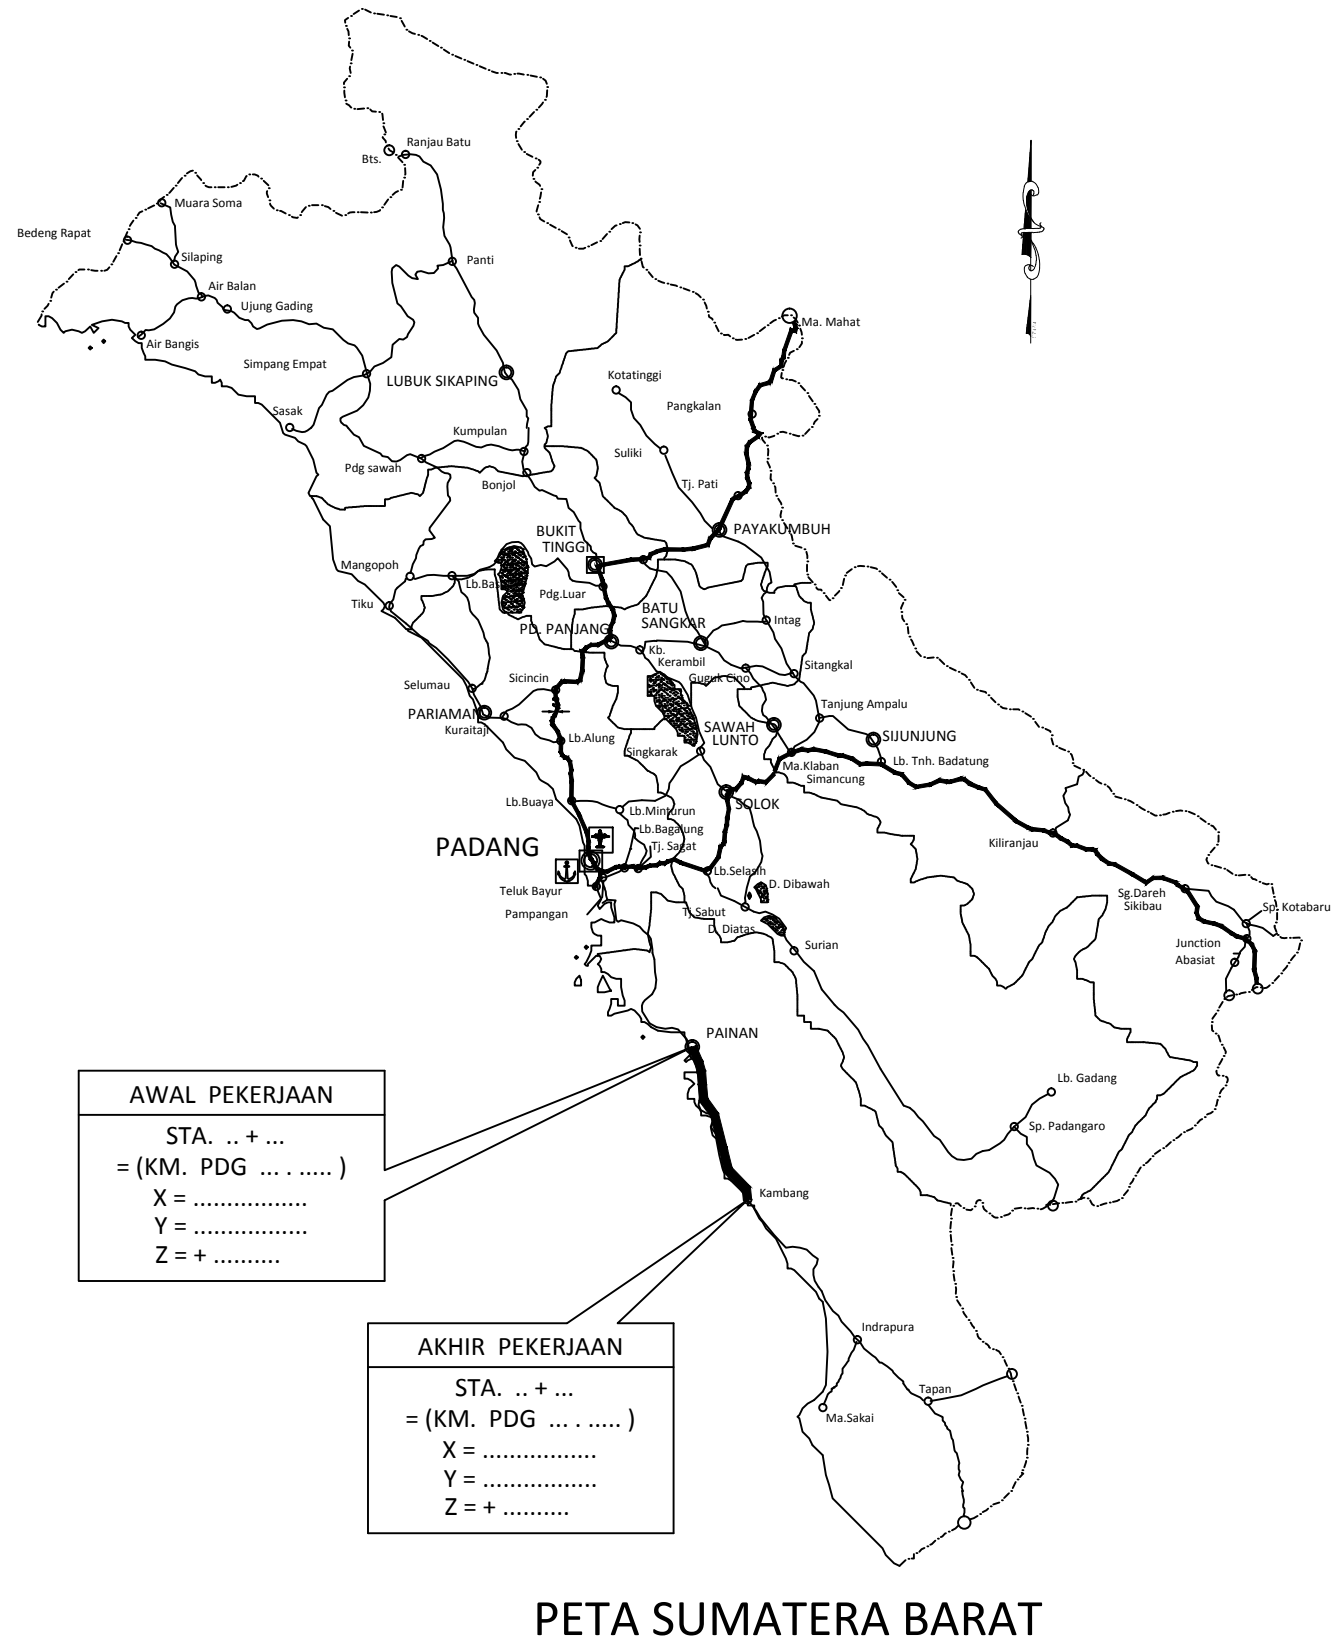 Ranjau Batu
Bts.
Muara Soma
Bedeng Rapat
Silaping
Panti
Air Balan
Ujung Gading
Ma. Mahat
Air Bangis
Simpang Empat
LUBUK SIKAPING
Kotatinggi
Pangkalan
Sasak
Kumpulan
Suliki
Pdg sawah
Bonjol
Tj. Pati
BUKIT
TINGGI
PAYAKUMBUH
Mangopoh
Lb.Bas
Pdg.Luar
Tiku
BATU
SANGKAR
Intag
PD. PANJANG
Kb.
Kerambil
Sitangkal
Guguk Cino
Selumau
Sicincin
Tanjung Ampalu
PARIAMAN
Kuraitaji
SAWAH
LUNTO
SIJUNJUNG
Lb.Alung
Singkarak
Lb. Tnh. Badatung
Ma.Klaban
Simancung
Lb.Buaya
SOLOK
Lb.Minturun
Lb.Bagalung
Tj. Sagat
PADANG
Kiliranjau
Lb.Selasih
Teluk Bayur
D. Dibawah
Sg.Dareh
Sikibau
Pampangan
Tj.Sabut
D. Diatas
Sp. Kotabaru
Surian
Junction
Abasiat
PAINAN
AWAL PEKERJAAN
STA. .. + ...
= (KM. PDG ... . ..... )
X = .................
Y = .................
Z = + ..........
Lb. Gadang
Sp. Padangaro
Kambang
AKHIR PEKERJAAN
STA. .. + ...
= (KM. PDG ... . ..... )
X = .................
Y = .................
Z = + ..........
Indrapura
Tapan
Ma.Sakai
PETA SUMATERA BARAT